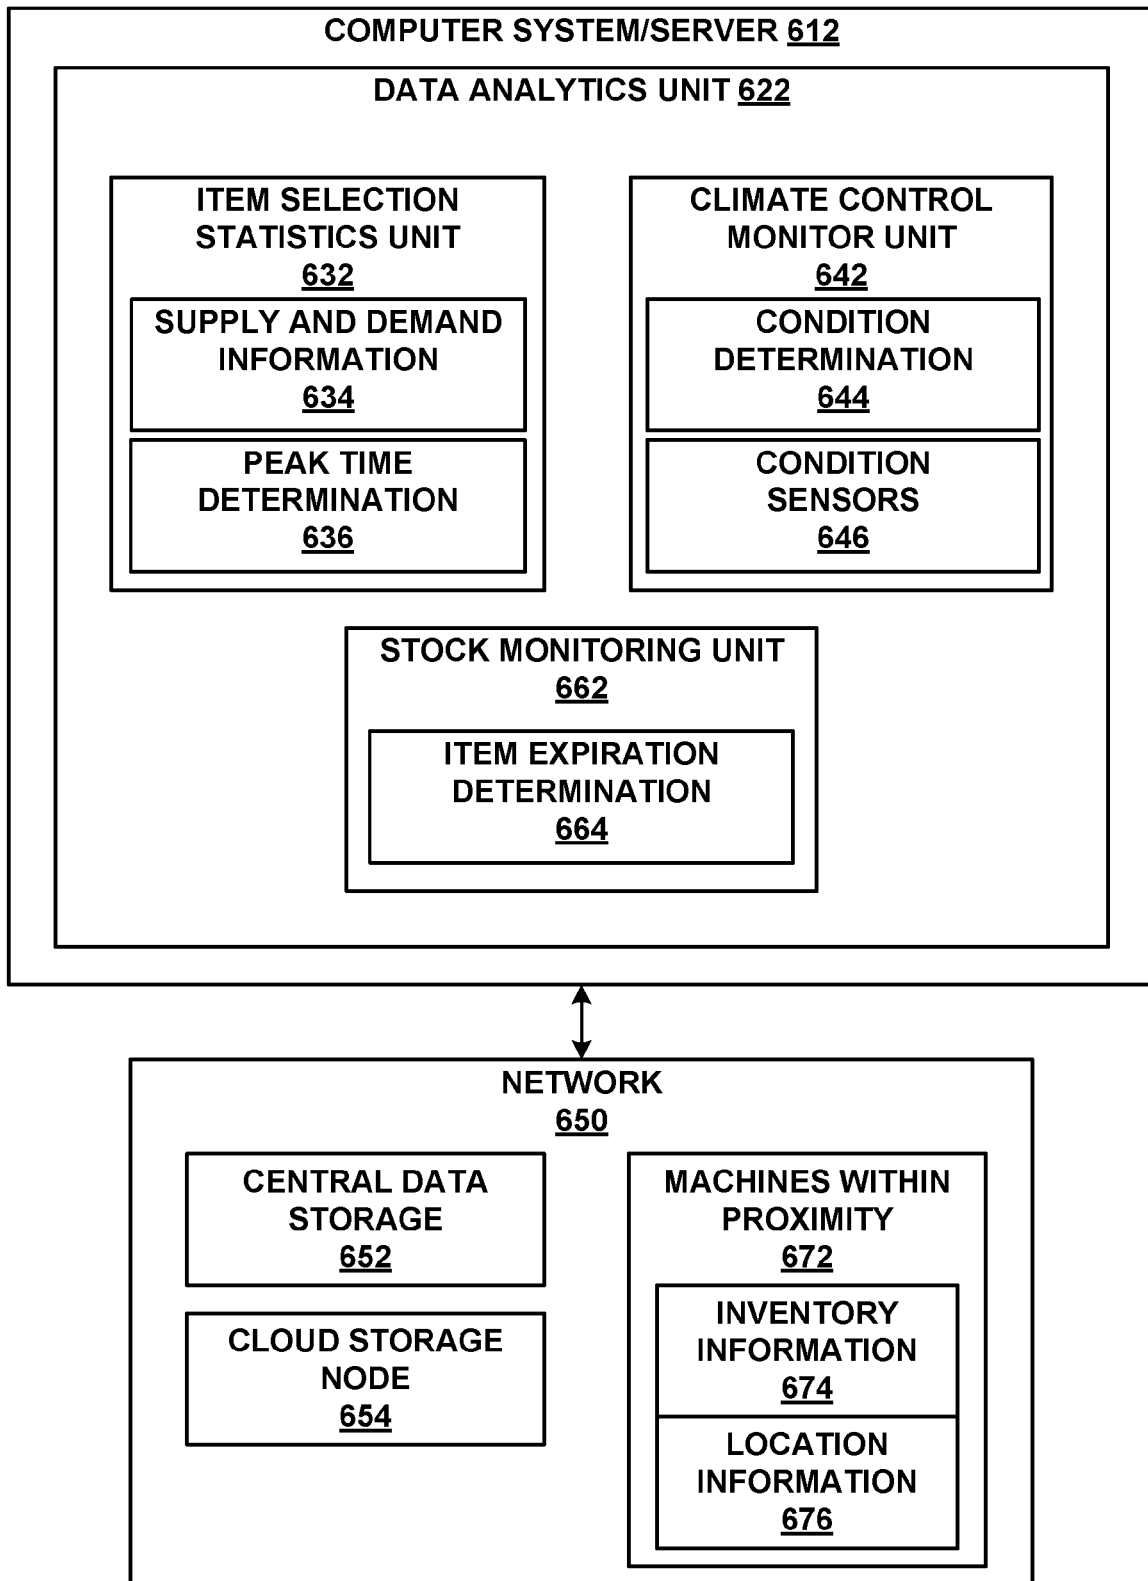 COMPUTER SYSTEM/SERVER 612
DATA ANALYTICS UNIT 622
ITEM SELECTION
STATISTICS UNIT
632
SUPPLY AND DEMAND
INFORMATION
634
PEAK TIME
DETERMINATION
636
CLIMATE CONTROL
MONITOR UNIT
642
CONDITION
DETERMINATION
644
CONDITION
SENSORS
646
STOCK MONITORING UNIT
662
ITEM EXPIRATION
DETERMINATION
664
NETWORK
650
CENTRAL DATA
STORAGE
652
CLOUD STORAGE
NODE
654
MACHINES WITHIN
PROXIMITY
672
INVENTORY
INFORMATION
674
LOCATION
INFORMATION
676